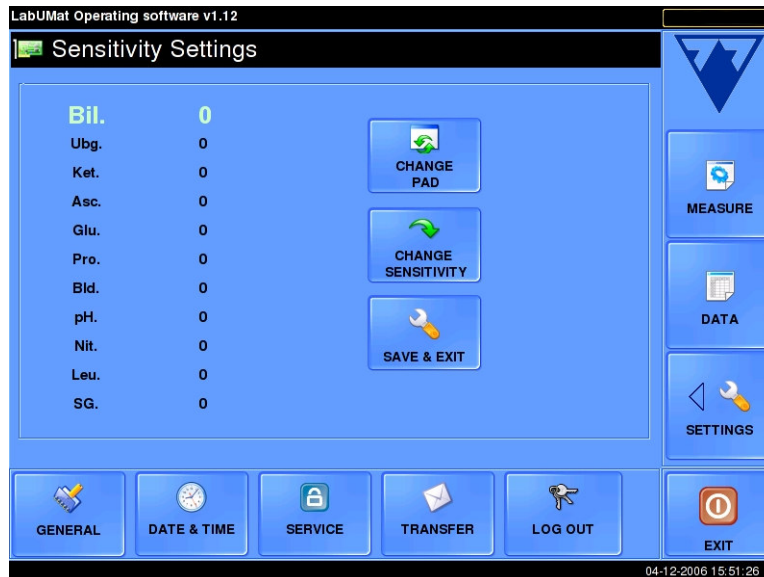 LabUMat Operating software v1.12
Sensitivity Settings
Bil. 0
Ubg. 0
Ket. 0
Asc. 0
Glu. 0
Pro. 0
Bld. 0
pH. 0
Nit. 0
Leu. 0
SG. 0
CHANGE
PAD
CHANGE
SENSITIVITY
SAVE & EXIT
MEASURE
DATA
SETTINGS
GENERAL
DATE & TIME
SERVICE
TRANSFER
LOG OUT
EXIT
04-12-2006 15:51:26